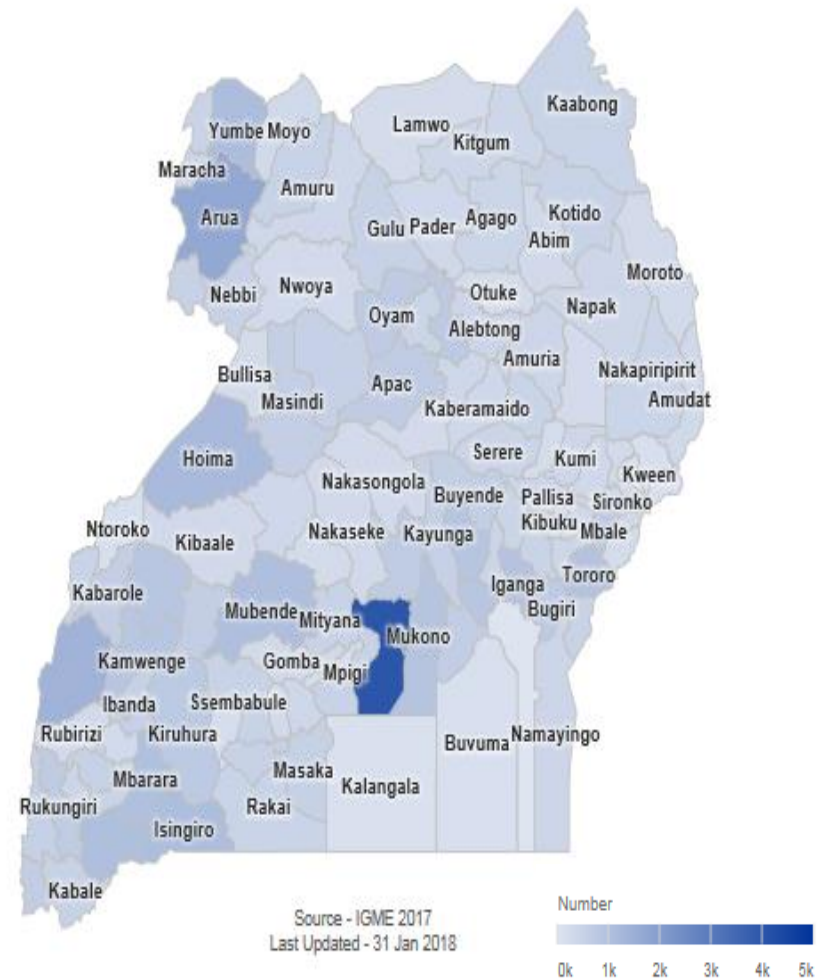 Kaabong
Lamwo
Yumbe Moyo
Kitgum
Maracha
Amuru
Arua
Gulu Pader Agago
Kotido
Abim
Moroto
Nebbi
Nwoya
Otuke
Napak
Oyam
Alebtong
Amuria
Bullisa
Masindi
Apac
Nakapiripirit
Amudat
Kaberamaido
Hoima
Serere
Kumi
Kween
Nakasongola
Buyende
Pallisa
Sironko
Ntoroko
Kibaale
Nakaseke
Kayunga
Kibuku
Mbale
Kabarole
Iganga
Tororo
Mubende
Mityana
Bugiri
Mukono
Kamwenge
Gomba
Mpigi
Ibanda
Ssembabule
Rubirizi
Kiruhura
Buvuma
Namayingo
Mbarara
Masaka
Kalangala
Rukungiri
Rakai
Isingiro
Kabale
Source - IGME 2017
Last Updated - 31 Jan 2018
Number
0k 1k 2k 3k 4k 5k